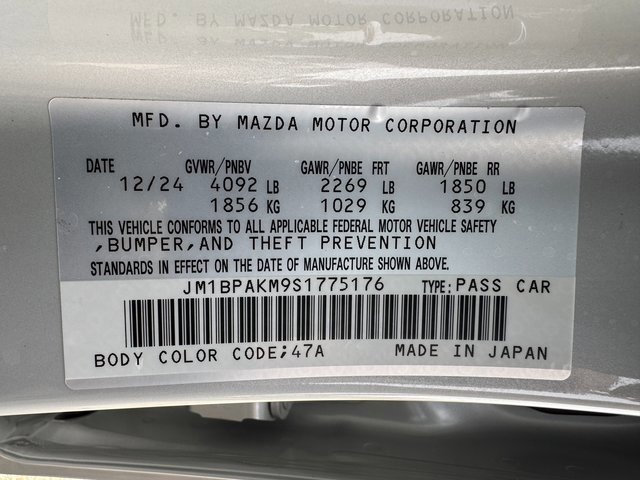 MFD. BY MAZDA MOTOR CORPORATION
DATE GVWR/PNBV GAWR/PNBE FRT GAWR/PNBE RR
12/24 4092 LB 2269 LB 1850 LB
1856 KG 1029 KG 839 KG
THIS VEHICLE CONFORMS TO ALL APPLICABLE FEDERAL MOTOR VEHICLE SAFETY
,BUMPER,AND THEFT PREVENTION
STANDARDS IN EFFECT ON THE DATE OF MANUFACTURE SHOWN ABOVE.
JM1BPAKM9S1775176 TYPE: PASS CAR
BODY COLOR CODE;47A MADE IN JAPAN